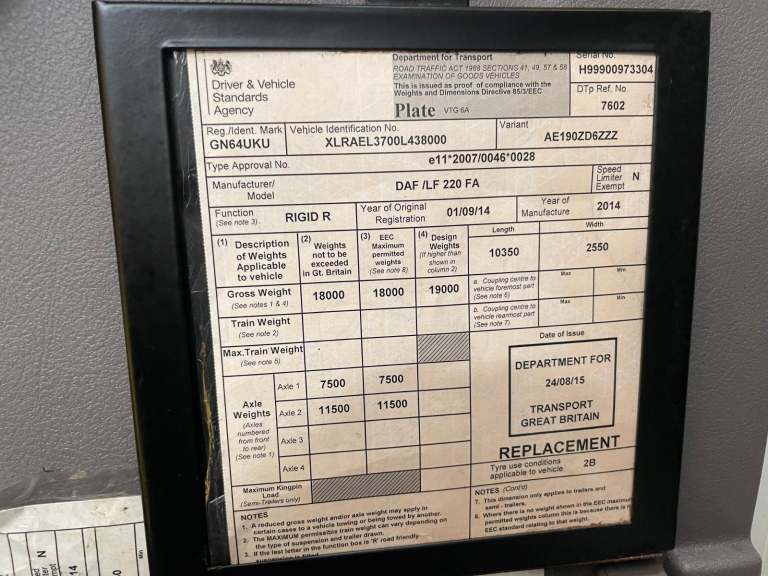 Driver & Vehicle
Standards
Agency
Department for Transport
ROAD TRAFFIC ACT 1988 SECTIONS 41, 49, 57 & 58
EXAMINATION OF GOODS VEHICLES
This is issued as proof of compliance with the
Weights and Dimensions Directive 85/3/EEC
Plate VTG 6A
Serial No.
H99900973304
DTp Ref. No.
7602
Reg./Ident. Mark
GN64UKU
Vehicle Identification No.
XLRAEL3700L438000
Variant
AE190ZD6ZZZ
Type Approval No. e11*2007/0046*0028
Manufacturer/
Model
DAF /LF 220 FA
Speed
Limiter
Exempt
N
Function
(See note 3).
RIGID R
Year of Original
Registration
01/09/14
Year of
Manufacture
2014
(1) Description
of Weights
Applicable
to vehicle
(2) Weights
not to be
exceeded
in Gt. Britain
(3) EEC
Maximum
permitted
weights
(See note 8)
(4) Design
Weights
(if higher than
shown in
column 2)
Length
10350
Width
2550
Gross Weight
(See notes 1 & 4)
18000
18000
19000
a. Coupling centre to
vehicle foremost part
(See note 6)
Max
Min
Train Weight
(See note 2)
b. Coupling centre to
vehicle rearmost part
(See note 7)
Max
Min
Max.Train Weight
(See note 5)
Axle
Weights
(Axles
numbered
from front
to rear)
(See note 1)
Axle 1
7500
7500
Axle 2
11500
11500
Axle 3
Axle 4
Maximum Kingpin
Load
(Semi-Trailers only)
Date of Issue
DEPARTMENT FOR
24/08/15
TRANSPORT
GREAT BRITAIN
REPLACEMENT
Tyre use conditions
applicable to vehicle
2B
NOTES
1. A reduced gross weight and/or axle weight may apply in
certain cases to a vehicle towing or being towed by another.
2. The MAXIMUM permissible train weight can vary depending on
the type of suspension and trailer drawn.
3. If the last letter in the function box is 'R' road friendly
NOTES (Cont'd)
7. This dimension only applies to trailers and
semi - trailers.
8. Where there is no weight shown in the EEC maximum
permitted weights column this is because there is
EEC standard relating to that weight.
N
14
Min